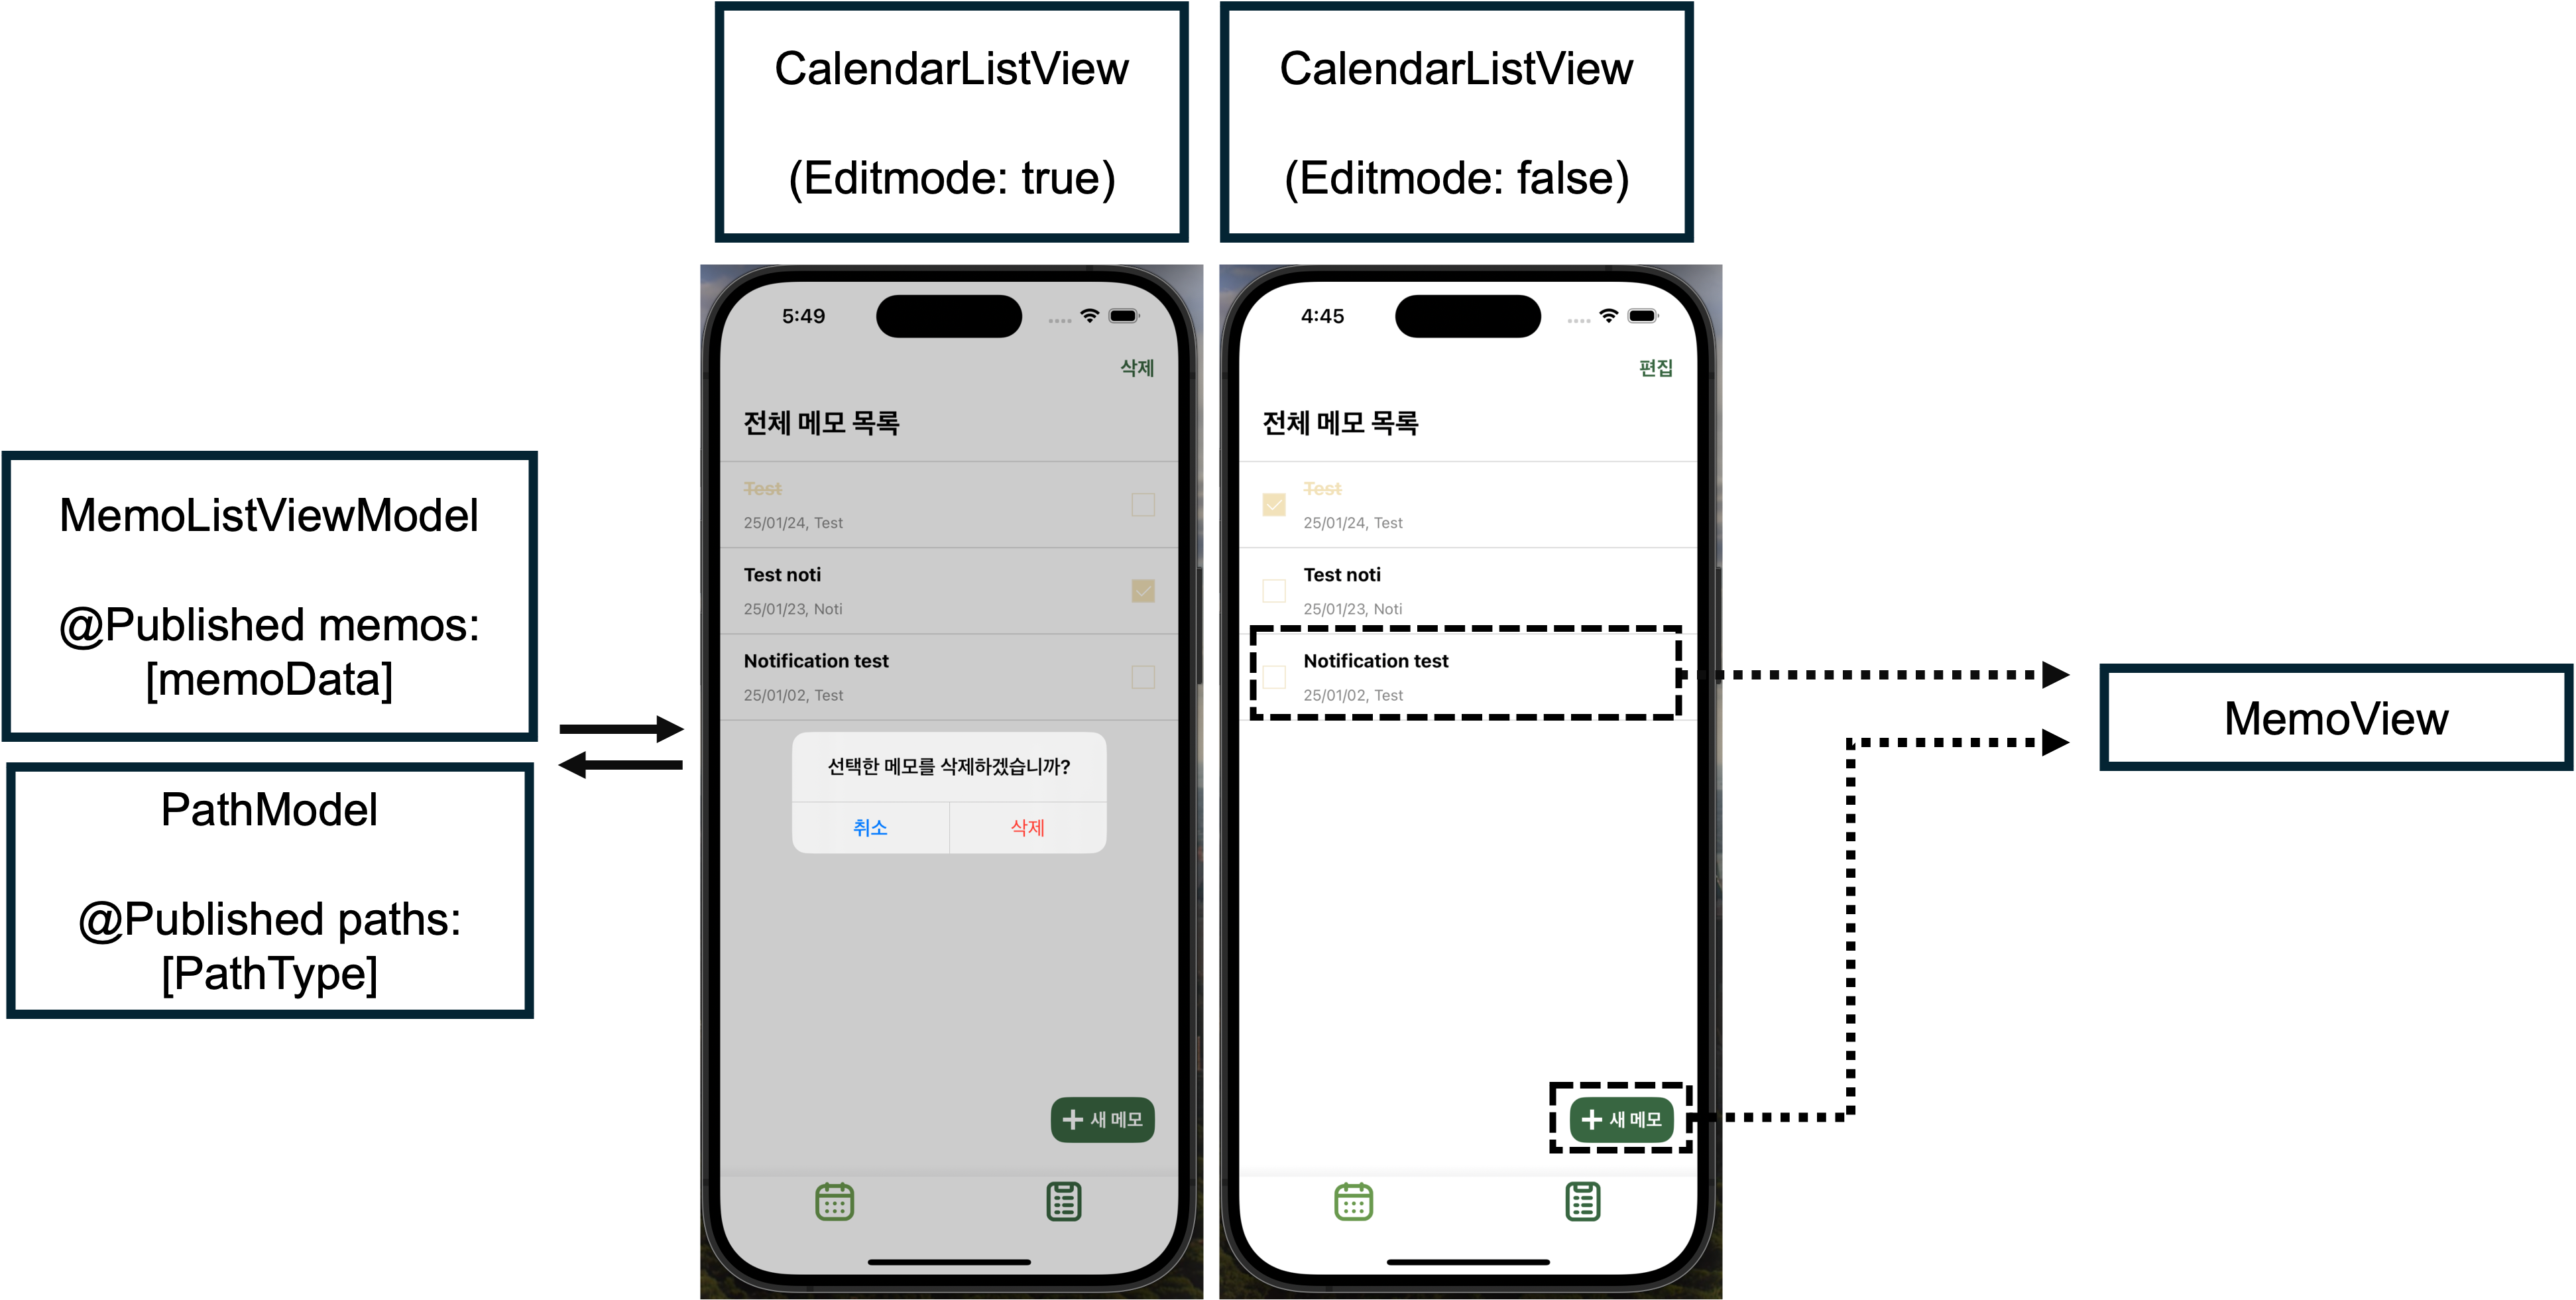 CalendarListView
(Editmode: true)
CalendarListView
(Editmode: false)
MemoListViewModel
@Published memos:
[memoData]
PathModel
@Published paths:
[PathType]
5:49
삭제
전체 메모 목록
Test
25/01/24, Test
Test noti
25/01/23, Noti
Notification test
25/01/02, Test
선택한 메모를 삭제하겠습니까?
취소
삭제
새 메모
4:45
편집
전체 메모 목록
Test
25/01/24, Test
Test noti
25/01/23, Noti
Notification test
25/01/02, Test
새 메모
MemoView